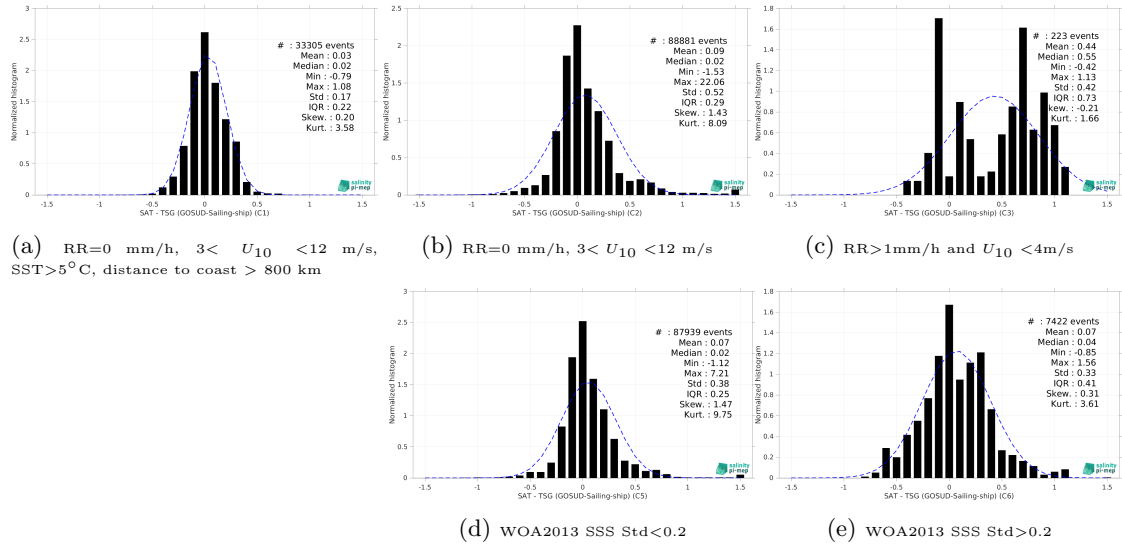 3
2.5
2
1.5
1
0.5
0
Normalized histogram
# : 33305 events
Mean : 0.03
Median : 0.02
Min : -0.79
Max : 1.08
Std : 0.17
IQR : 0.22
Skew. : 0.20
Kurt. : 3.58
salinity
pi-mep
-1.5 -1 -0.5 0 0.5 1 1.5
SAT - TSG (GOSUD-Sailing-ship) (C1)
(a) RR=0 mm/h, 3< U10 <12 m/s,
SST>5°C, distance to coast > 800 km
2.5
2
1.5
1
0.5
0
Normalized histogram
# : 88881 events
Mean : 0.09
Median : 0.02
Min : -1.53
Max : 22.06
Std : 0.52
IQR : 0.29
Skew. : 1.43
Kurt. : 8.09
salinity
pi-mep
-1.5 -1 -0.5 0 0.5 1 1.5
SAT - TSG (GOSUD-Sailing-ship) (C2)
(b) RR=0 mm/h, 3< U10 <12 m/s
1.8
1.6
1.4
1.2
1
0.8
0.6
0.4
0.2
0
Normalized histogram
# : 223 events
Mean : 0.44
Median : 0.55
Min : -0.42
Max : 1.13
Std : 0.42
IQR : 0.73
kew. : -0.21
Kurt. : 1.66
salinity
pi-mep
-1.5 -1 -0.5 0 0.5 1 1.5
SAT - TSG (GOSUD-Sailing-ship) (C3)
(c) RR>1mm/h and U10 <4m/s
3
2.5
2
1.5
1
0.5
0
Normalized histogram
# : 87939 events
Mean : 0.07
Median : 0.02
Min : -1.12
Max : 7.21
Std : 0.38
IQR : 0.25
Skew. : 1.47
Kurt. : 9.75
salinity
pi-mep
-1.5 -1 -0.5 0 0.5 1 1.5
SAT - TSG (GOSUD-Sailing-ship) (C5)
(d) WOA2013 SSS Std<0.2
1.8
1.6
1.4
1.2
1
0.8
0.6
0.4
0.2
0
Normalized histogram
# : 7422 events
Mean : 0.07
Median : 0.04
Min : -0.85
Max : 1.56
Std : 0.33
IQR : 0.41
Skew. : 0.31
Kurt. : 3.61
salinity
pi-mep
-1.5 -1 -0.5 0 0.5 1 1.5
SAT - TSG (GOSUD-Sailing-ship) (C6)
(e) WOA2013 SSS Std>0.2